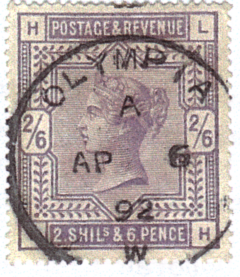 H POSTAGE & REVENUE L
OLYMPIA
A
2/6 2/6
AP 6
92
W
L 2.SHILS & 6.PENCE H